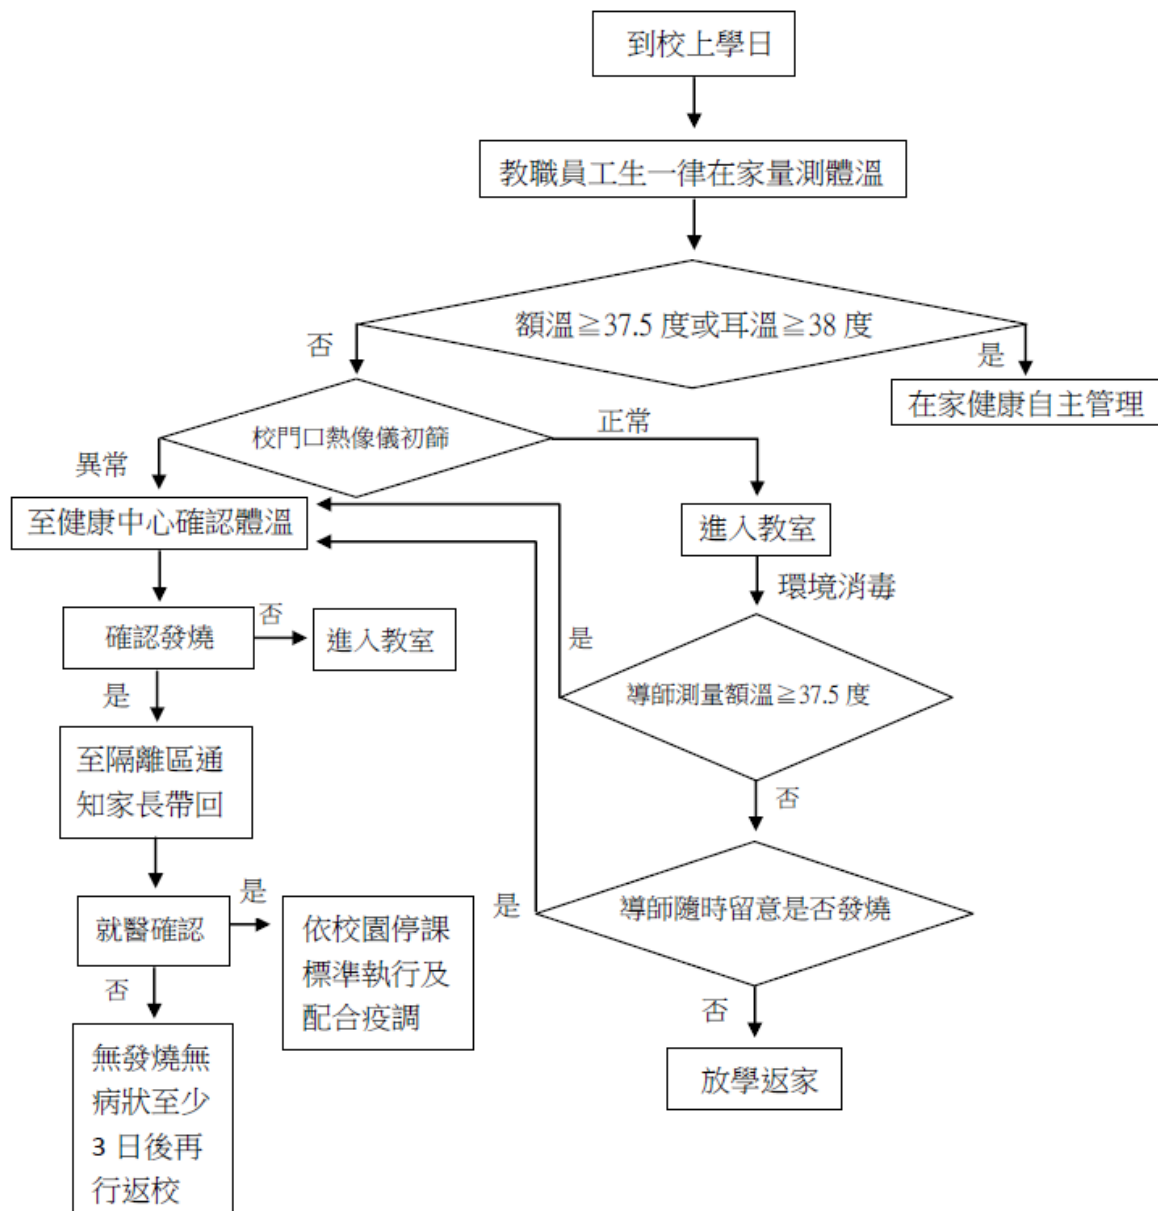 到校上學日
教職員工生一律在家量測體溫
額溫≧37.5 度或耳溫≧38 度
否
是
在家健康自主管理
校門口熱像儀初篩
正常
異常
至健康中心確認體溫
進入教室
環境消毒
確認發燒
否
進入教室
是
導師測量額溫≧37.5 度
是
至隔離區通
知家長帶回
否
就醫確認
是
依校園停課
標準執行及
配合疫調
是
導師隨時留意是否發燒
否
無發燒無
病狀至少
3 日後再
行返校
否
放學返家